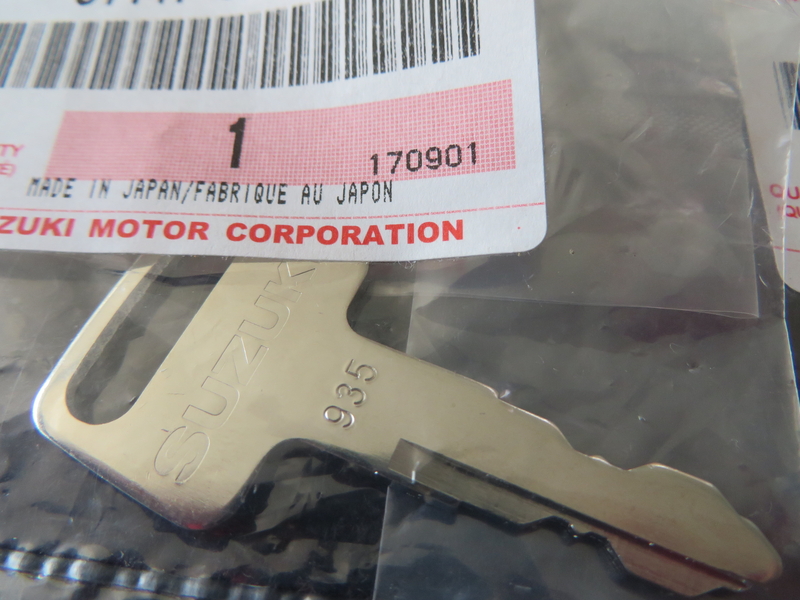 1
170901
MADE IN JAPAN/FABRIQUE AU JAPON
ZUKI MOTOR CORPORATION
SUZUKI
935